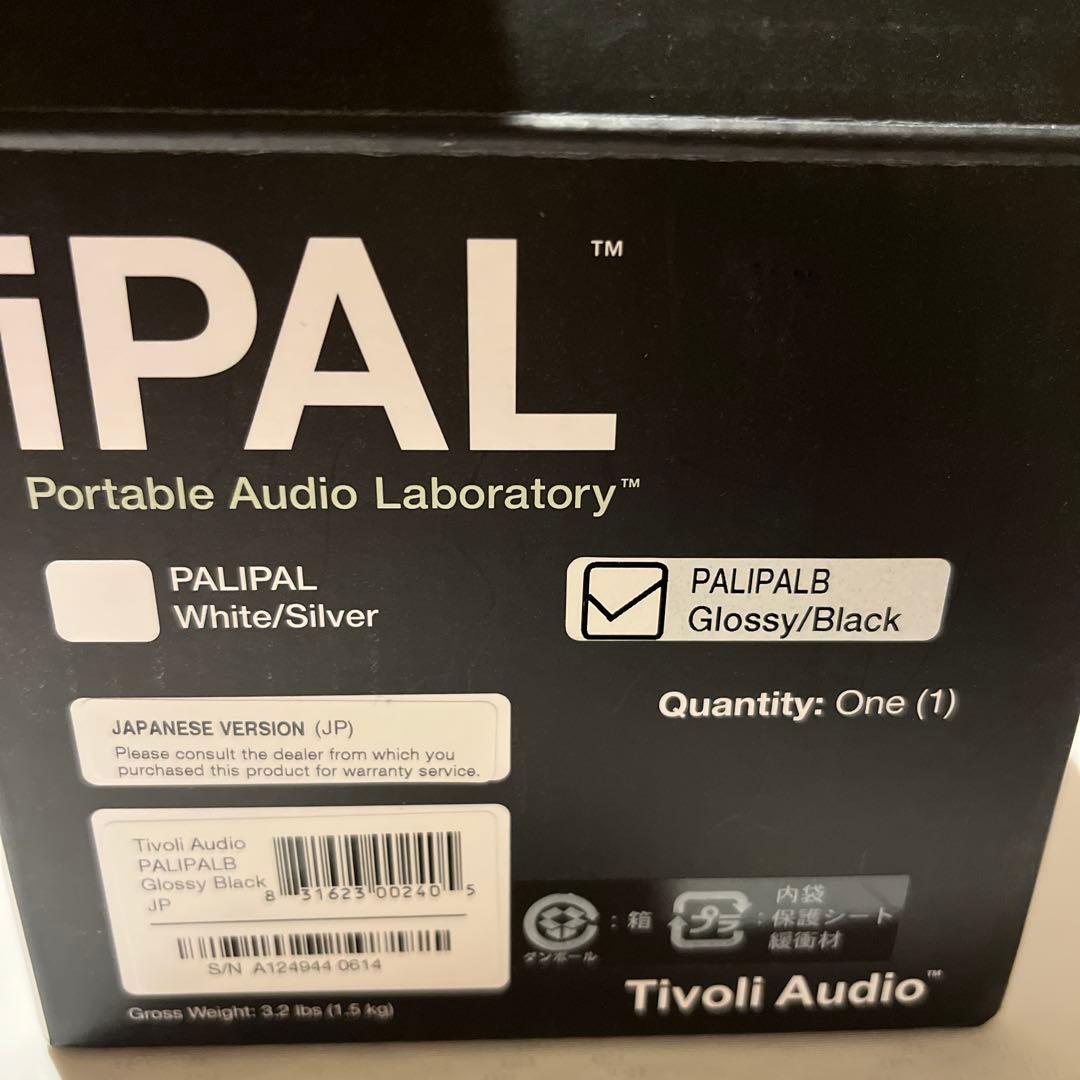 iPAL™
Portable Audio Laboratory™
PALIPAL
White/Silver
PALIPALB
Glossy/Black
Quantity: One (1)
JAPANESE VERSION (JP)
Please consult the dealer from which you
purchased this product for warranty service.
Tivoli Audio
PALIPALB
Glossy Black
JP
8 31623 00240 5
S/N A124944 0614
ダンボール
:箱
プラ
:内袋
保護シート
緩衝材
Gross Weight: 3.2 lbs (1.5 kg)
Tivoli Audio™